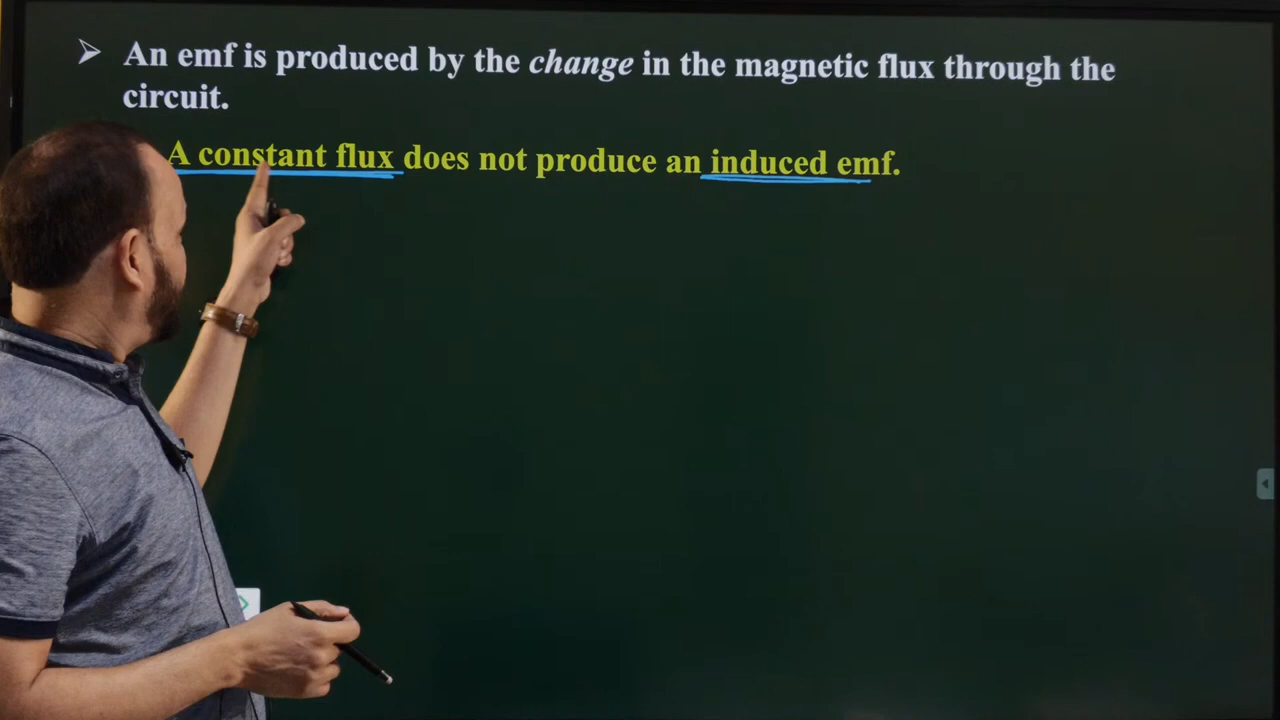 An emf is produced by the change in the magnetic flux through the
circuit.
A constant flux does not produce an induced emf.